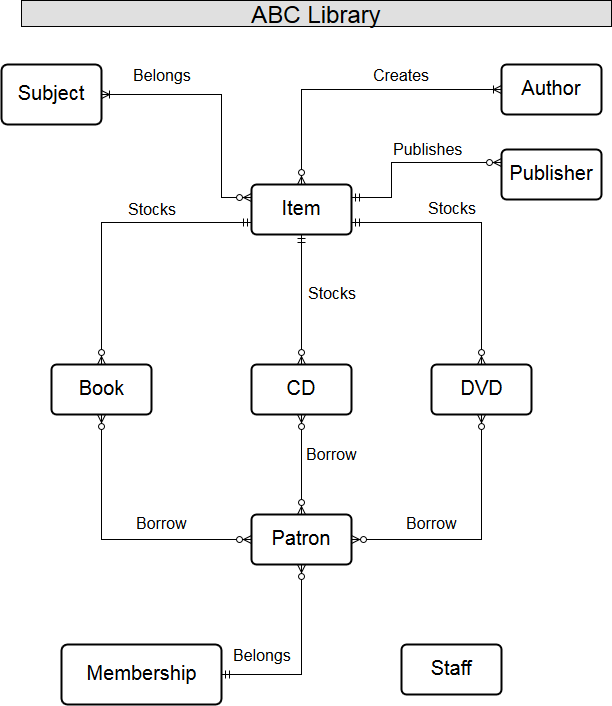 ABC Library
Belongs
Creates
Subject
Author
Publishes
Publisher
Item
Stocks
Stocks
Stocks
Book
CD
DVD
Borrow
Borrow
Borrow
Patron
Belongs
Membership
Staff